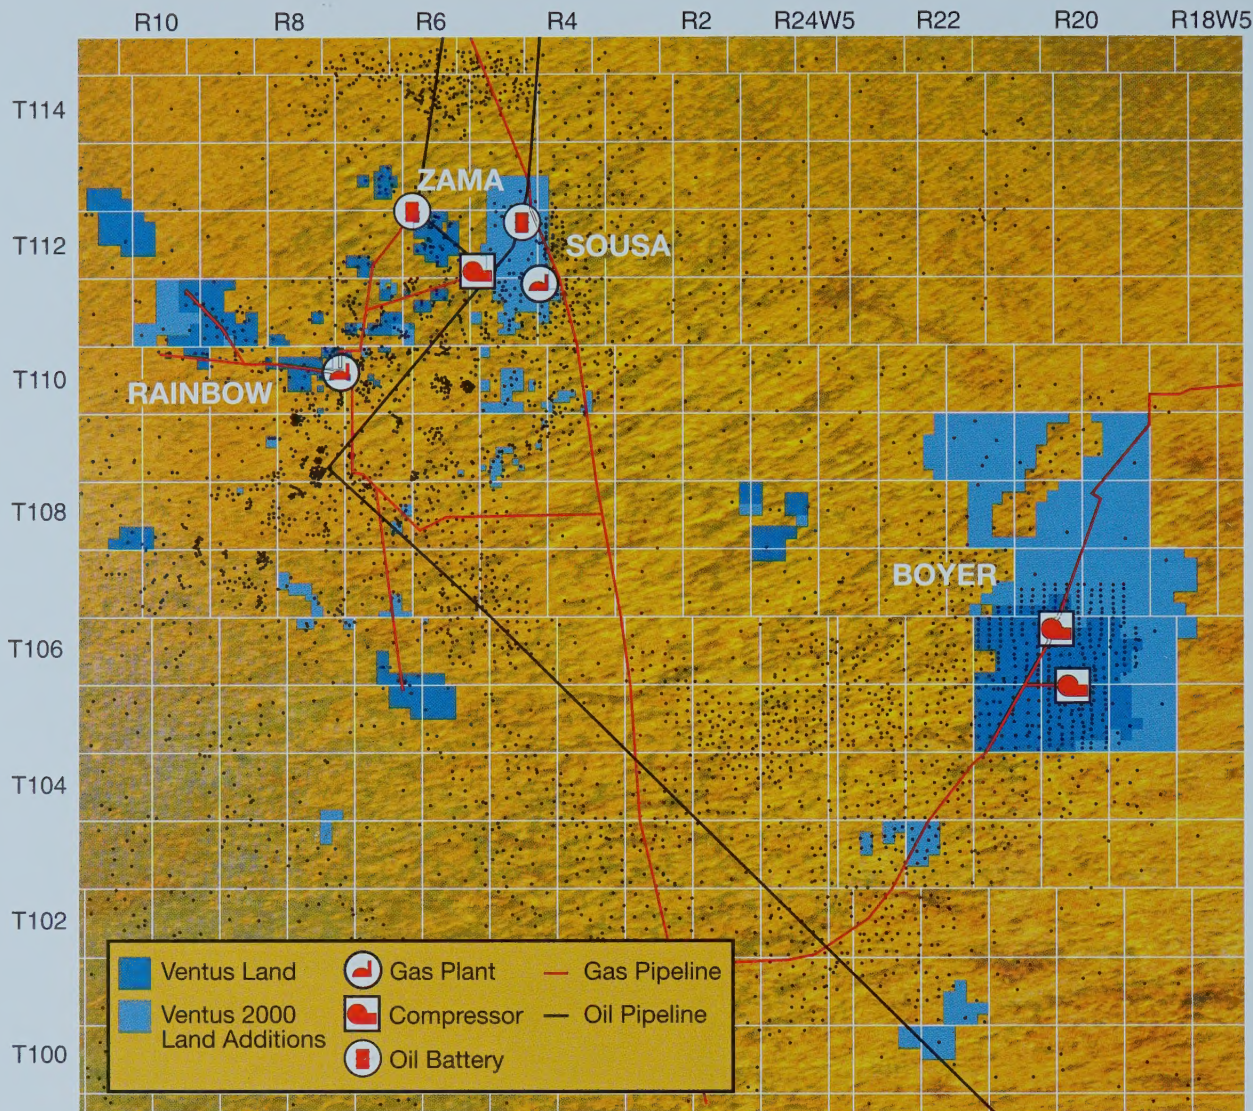 R10 R8 R6 R4 R2 R24W5 R22 R20 R18W5
T114
ZAMA
T112
SOUSA
T110
RAINBOW
T108
BOYER
T106
T104
T102
Ventus Land
Gas Plant
Gas Pipeline
Ventus 2000
Land Additions
Compressor
Oil Pipeline
Oil Battery
T100